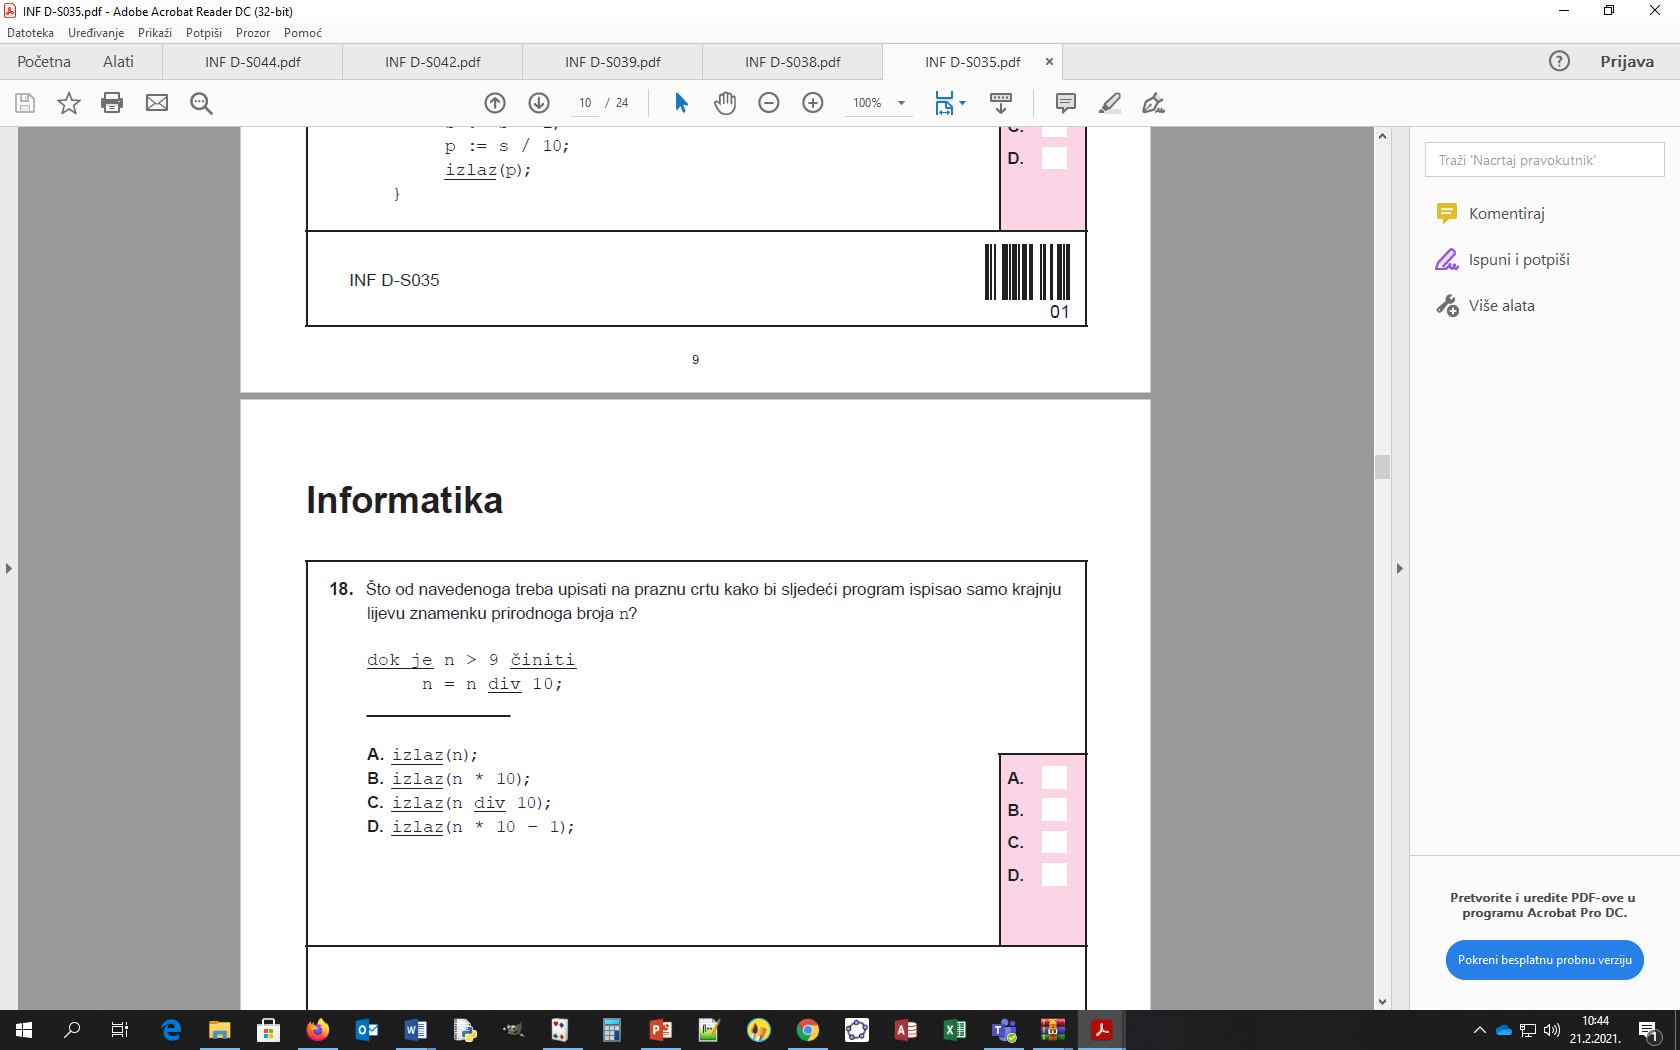 INF D-S035.pdf - Adobe Acrobat Reader DC (32-bit)
Datoteka Uređivanje Prikaži Potpiši Prozor Pomoć
Početna Alati INF D-S044.pdf INF D-S042.pdf INF D-S039.pdf INF D-S038.pdf INF D-S035.pdf × ? Prijava
10 / 24 100%
C.
p := s / 10;
izlaz(p);
}
D.
INF D-S035
01
9
Informatika
18. Što od navedenoga treba upisati na praznu crtu kako bi sljedeći program ispisao samo krajnju
lijevu znamenku prirodnoga broja n?
dok je n > 9 činiti
n = n div 10;
A. izlaz(n);
B. izlaz(n * 10);
C. izlaz(n div 10);
D. izlaz(n * 10 − 1);
A.
B.
C.
D.
Traži 'Nacrtaj pravokutnik'
Komentiraj
Ispuni i potpiši
Više alata
Pretvorite i uredite PDF-ove u
programu Acrobat Pro DC.
Pokreni besplatnu probnu verziju
10:44
21.2.2021.
1